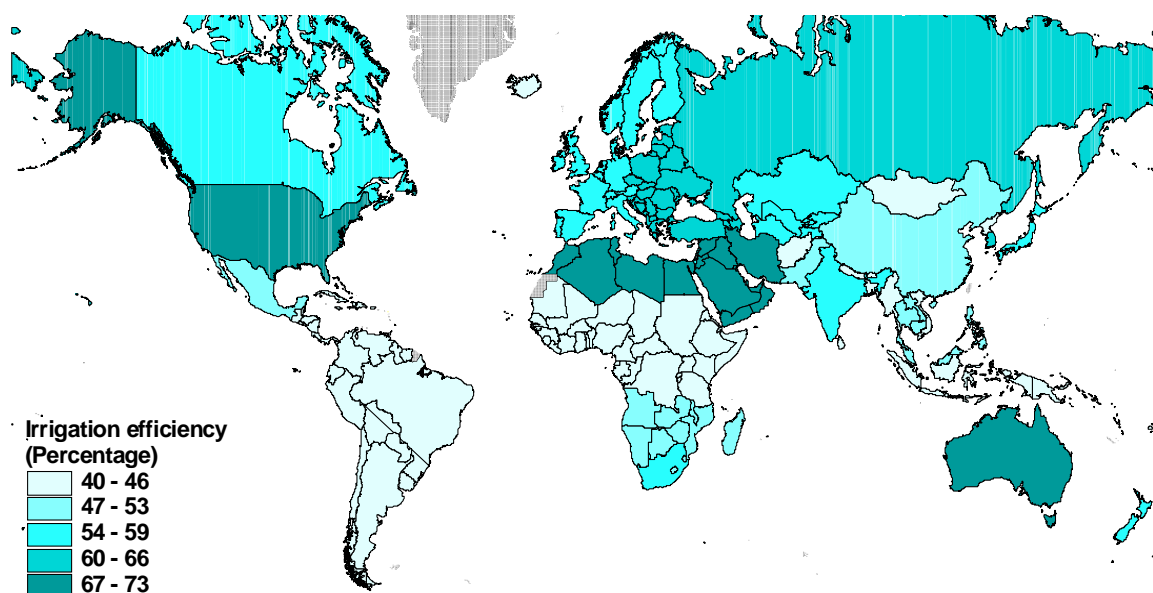 Irrigation efficiency
(Percentage)
40 - 46
47 - 53
54 - 59
60 - 66
67 - 73